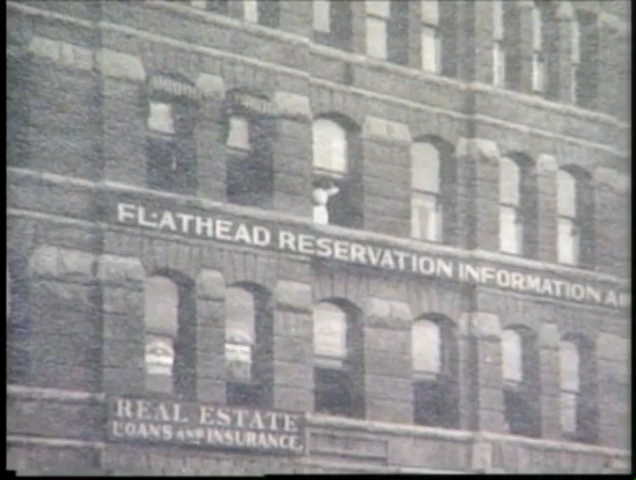 FLATHEAD RESERVATION INFORMATION
REAL ESTATE
LOANS AND INSURANCE.